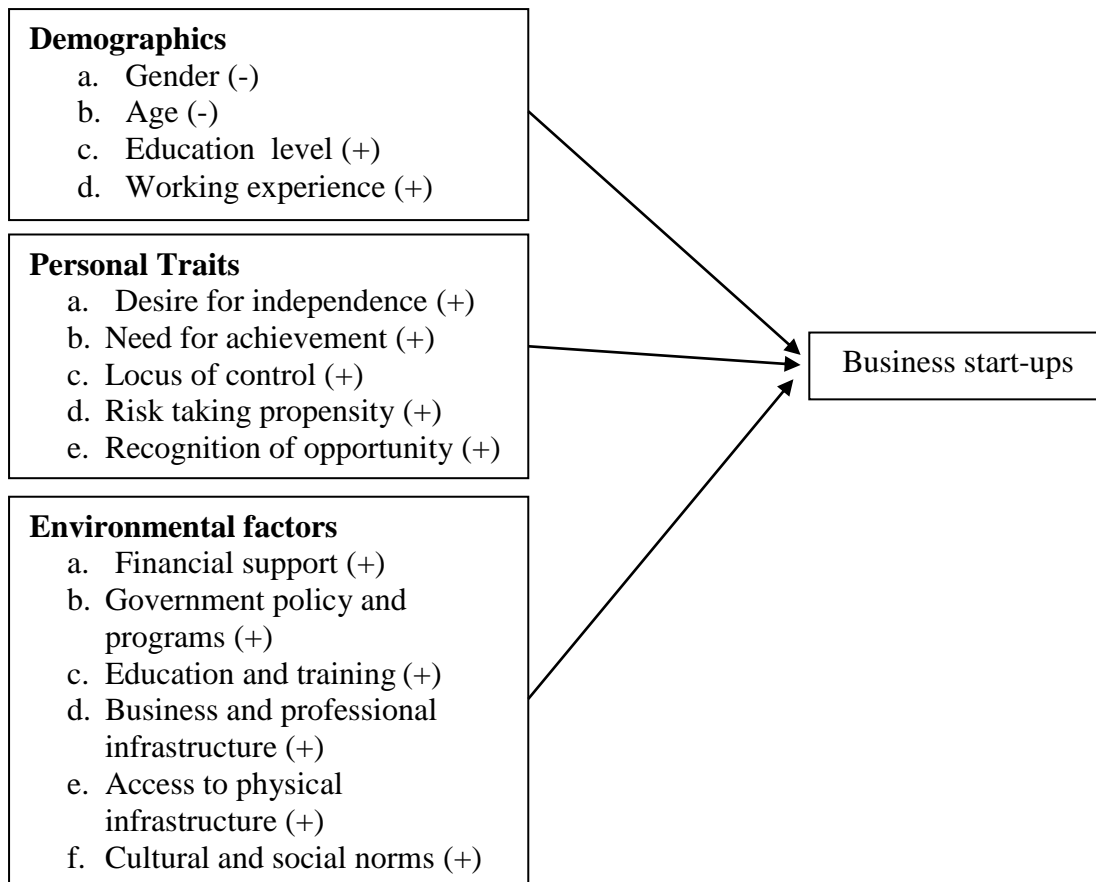 Demographics
a. Gender (-)
b. Age (-)
c. Education level (+)
d. Working experience (+)
Personal Traits
a. Desire for independence (+)
b. Need for achievement (+)
c. Locus of control (+)
d. Risk taking propensity (+)
e. Recognition of opportunity (+)
Business start-ups
Environmental factors
a. Financial support (+)
b. Government policy and
programs (+)
c. Education and training (+)
d. Business and professional
infrastructure (+)
e. Access to physical
infrastructure (+)
f. Cultural and social norms (+)